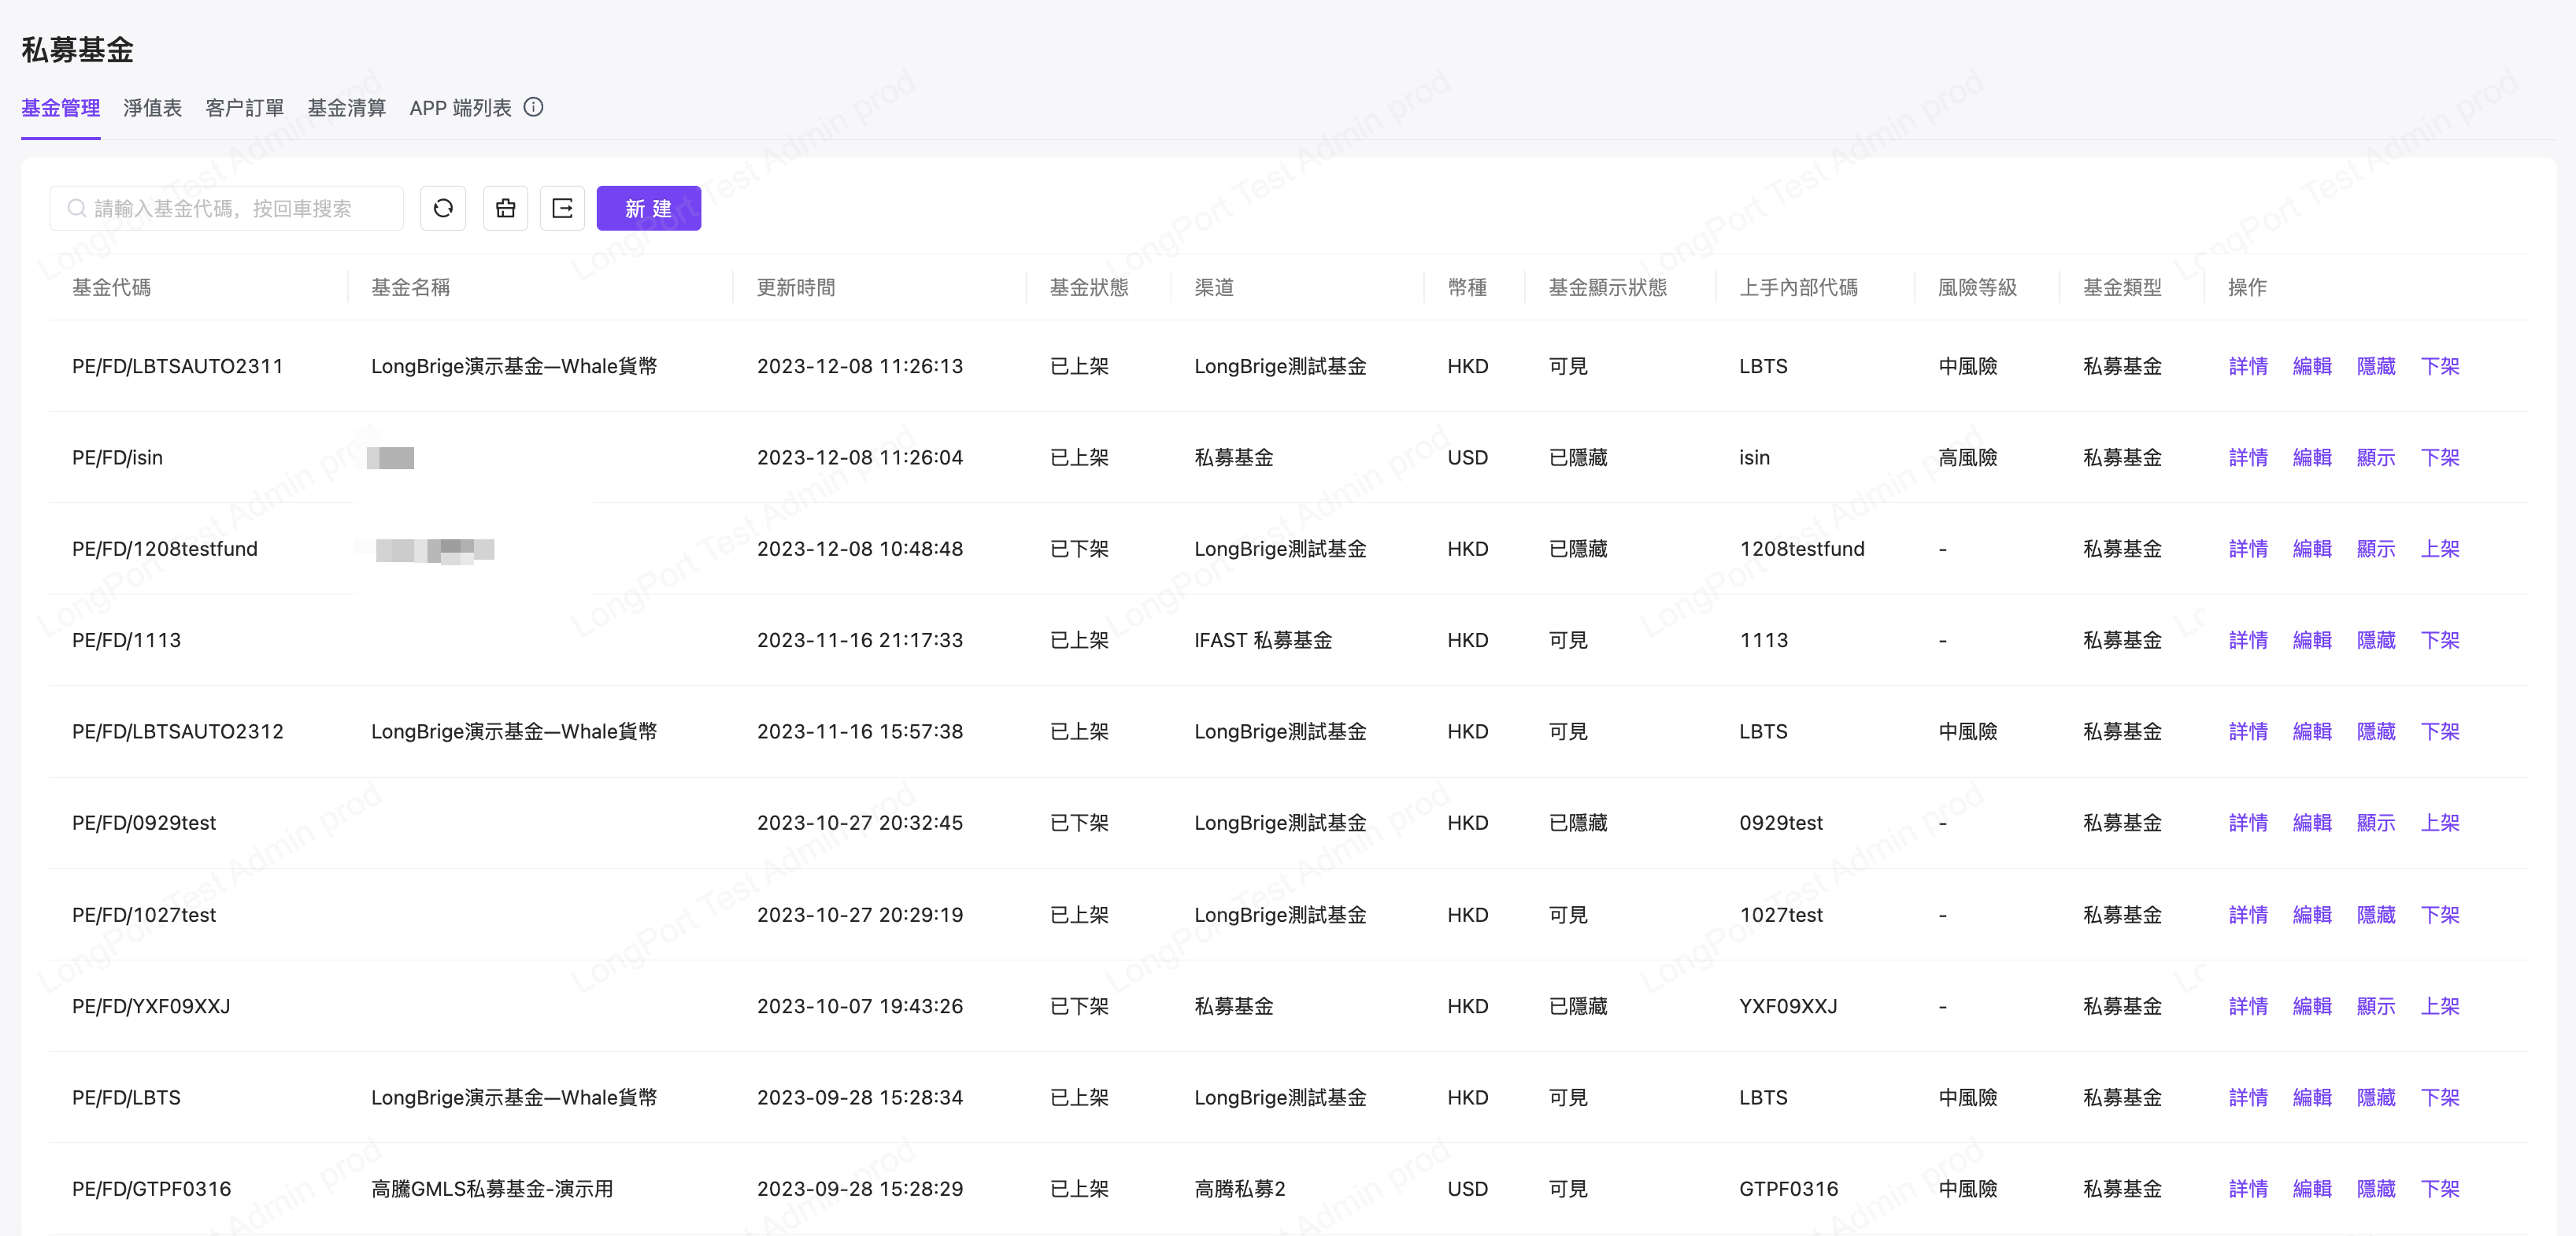 私募基金
基金管理 淨值表 客户訂單 基金清算 APP 端列表
請輸入基金代碼，按回車搜索 新 建
基金代碼 基金名稱 更新時間 基金狀態 渠道 幣種 基金顯示狀態 上手內部代碼 風險等級 基金類型 操作
PE/FD/LBTSAUTO2311 LongBrige演示基金—Whale貨幣 2023-12-08 11:26:13 已上架 LongBrige測試基金 HKD 可見 LBTS 中風險 私募基金 詳情 編輯 隱藏 下架
PE/FD/isin 2023-12-08 11:26:04 已上架 私募基金 USD 已隱藏 isin 高風險 私募基金 詳情 編輯 顯示 下架
PE/FD/1208testfund 2023-12-08 10:48:48 已下架 LongBrige測試基金 HKD 已隱藏 1208testfund - 私募基金 詳情 編輯 顯示 上架
PE/FD/1113 2023-11-16 21:17:33 已上架 IFAST 私募基金 HKD 可見 1113 - 私募基金 詳情 編輯 隱藏 下架
PE/FD/LBTSAUTO2312 LongBrige演示基金—Whale貨幣 2023-11-16 15:57:38 已上架 LongBrige測試基金 HKD 可見 LBTS 中風險 私募基金 詳情 編輯 隱藏 下架
PE/FD/0929test 2023-10-27 20:32:45 已下架 LongBrige測試基金 HKD 已隱藏 0929test - 私募基金 詳情 編輯 顯示 上架
PE/FD/1027test 2023-10-27 20:29:19 已上架 LongBrige測試基金 HKD 可見 1027test - 私募基金 詳情 編輯 隱藏 下架
PE/FD/YXF09XXJ 2023-10-07 19:43:26 已下架 私募基金 HKD 已隱藏 YXF09XXJ - 私募基金 詳情 編輯 顯示 上架
PE/FD/LBTS LongBrige演示基金—Whale貨幣 2023-09-28 15:28:34 已上架 LongBrige測試基金 HKD 可見 LBTS 中風險 私募基金 詳情 編輯 隱藏 下架
PE/FD/GTPF0316 高騰GMLS私募基金-演示用 2023-09-28 15:28:29 已上架 高腾私募2 USD 可見 GTPF0316 中風險 私募基金 詳情 編輯 隱藏 下架
LongPort Test Admin prod